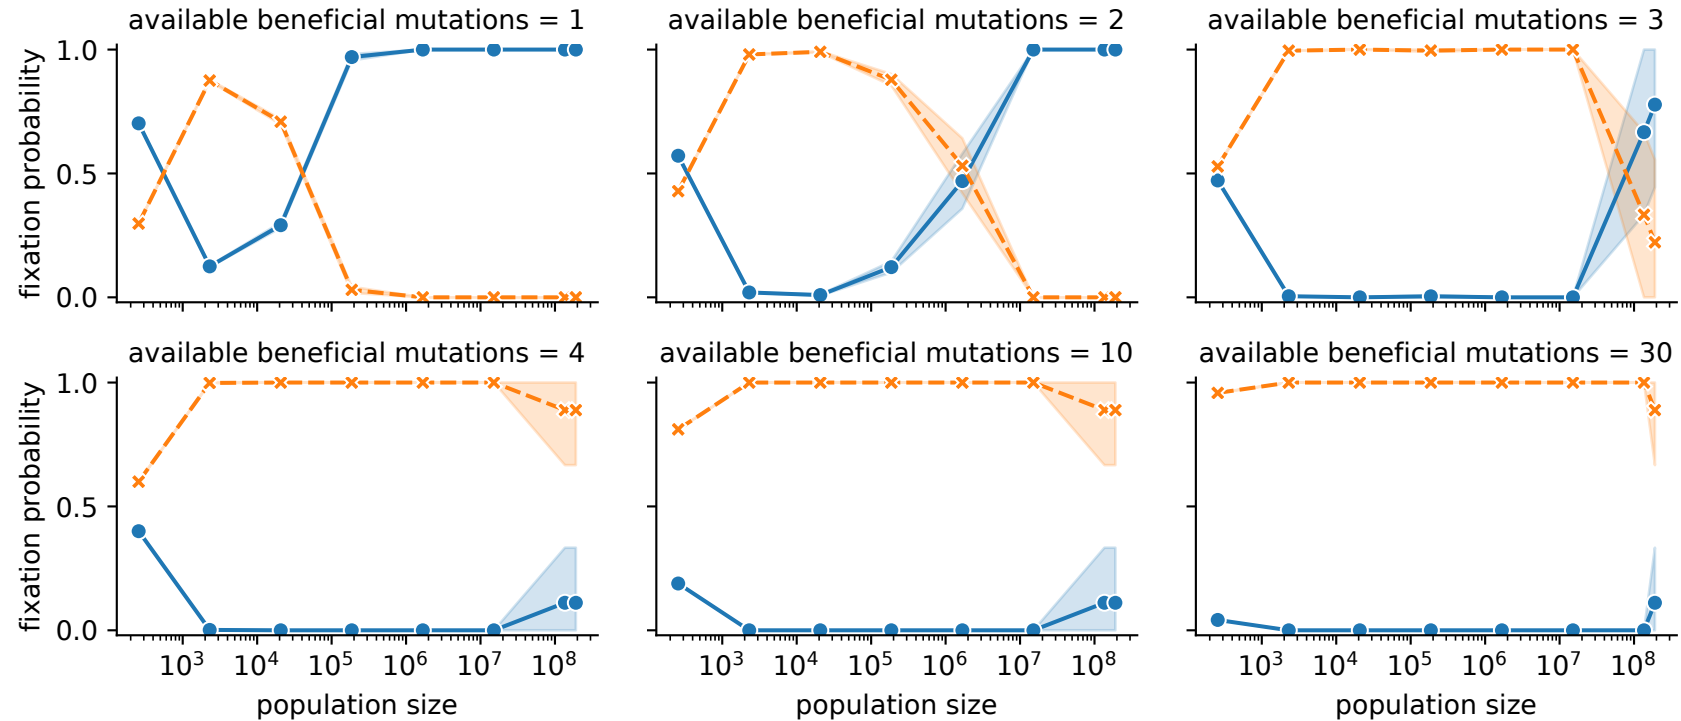 available beneficial mutations = 1
available beneficial mutations = 2
available beneficial mutations = 3
fixation probability
1.0
0.5
0.0
available beneficial mutations = 4
available beneficial mutations = 10
available beneficial mutations = 30
fixation probability
1.0
0.5
0.0
10³ 10⁴ 10⁵ 10⁶ 10⁷ 10⁸
10³ 10⁴ 10⁵ 10⁶ 10⁷ 10⁸
10³ 10⁴ 10⁵ 10⁶ 10⁷ 10⁸
population size
population size
population size